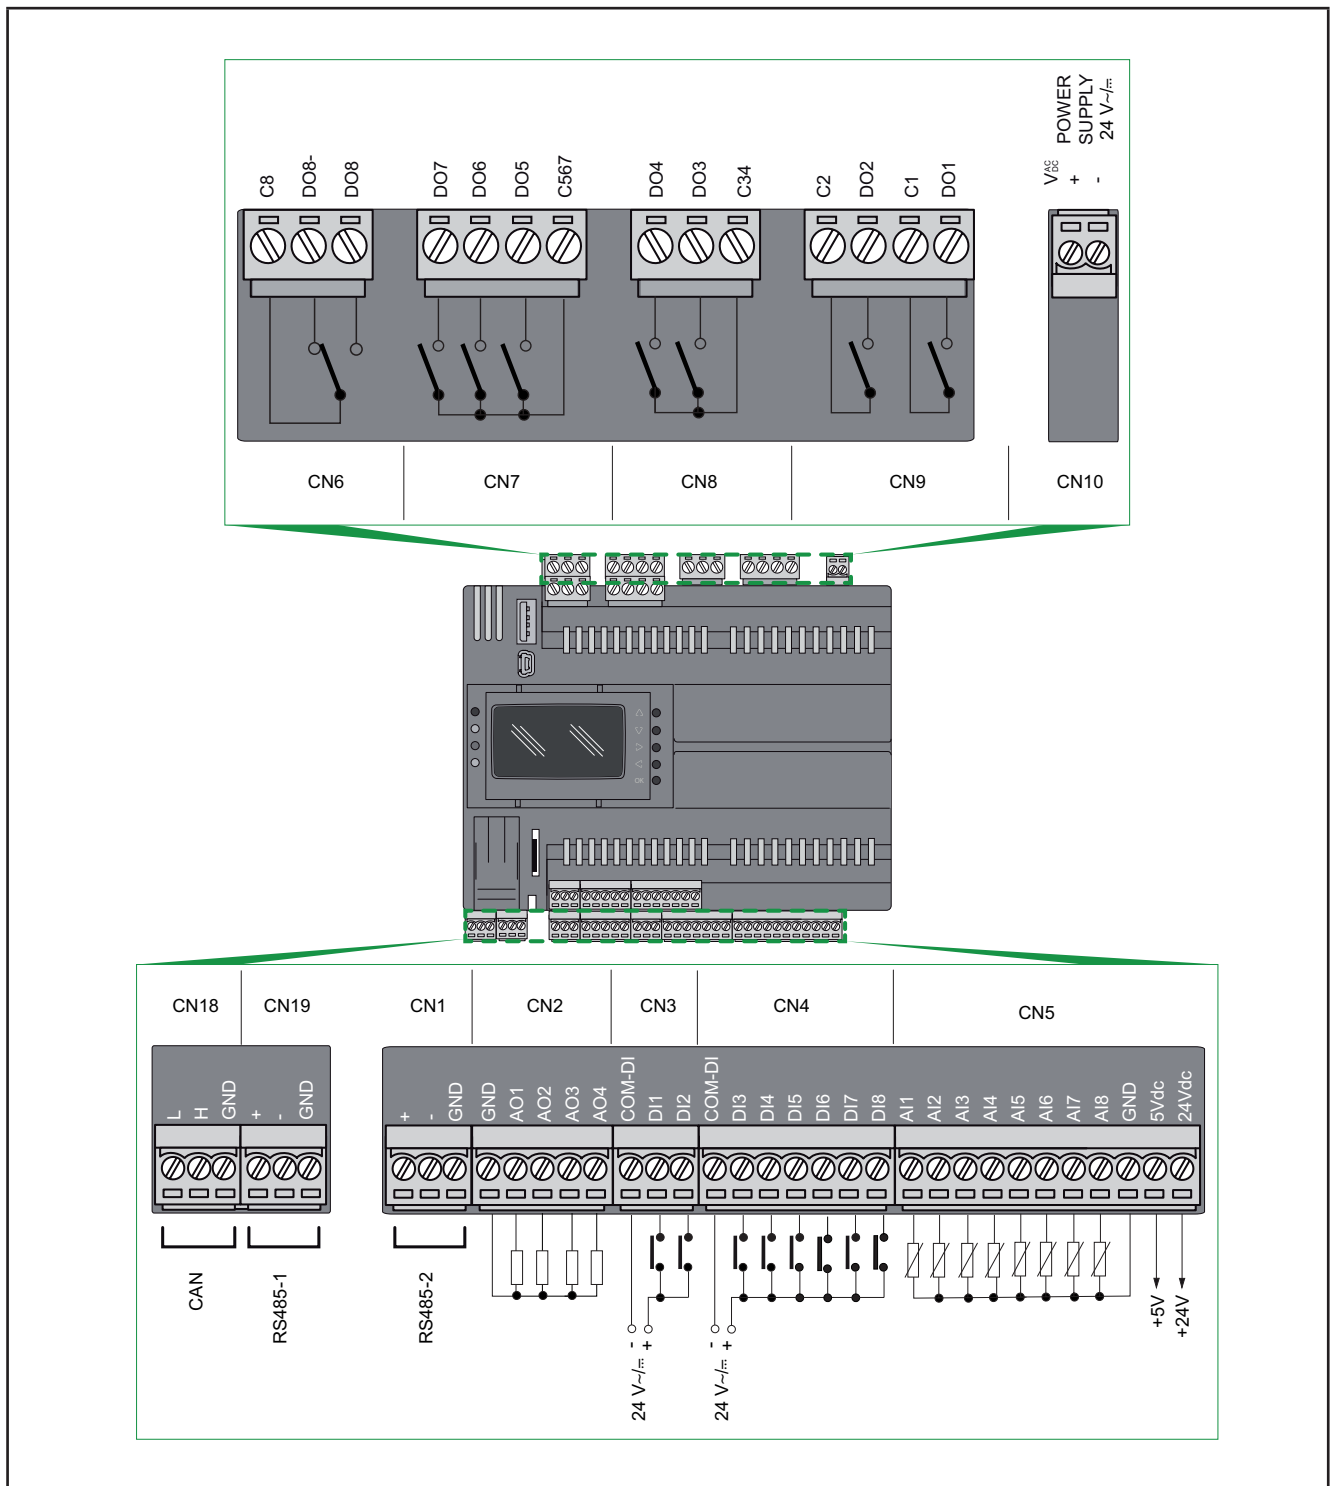 C8
DO8-
DO8
DO7
DO6
DO5
C567
DO4
DO3
C34
C2
DO2
C1
DO1
V AC DC
+
-
POWER
SUPPLY
24 V~/⎓
CN6
CN7
CN8
CN9
CN10
OK
CN18
CN19
CN1
CN2
CN3
CN4
CN5
L
H
GND
+
-
GND
+
-
GND
GND
AO1
AO2
AO3
AO4
COM-DI
DI1
DI2
COM-DI
DI3
DI4
DI5
DI6
DI7
DI8
AI1
AI2
AI3
AI4
AI5
AI6
AI7
AI8
GND
5Vdc
24Vdc
CAN
RS485-1
RS485-2
24 V~/⎓ - +
24 V~/⎓ - +
+5V
+24V